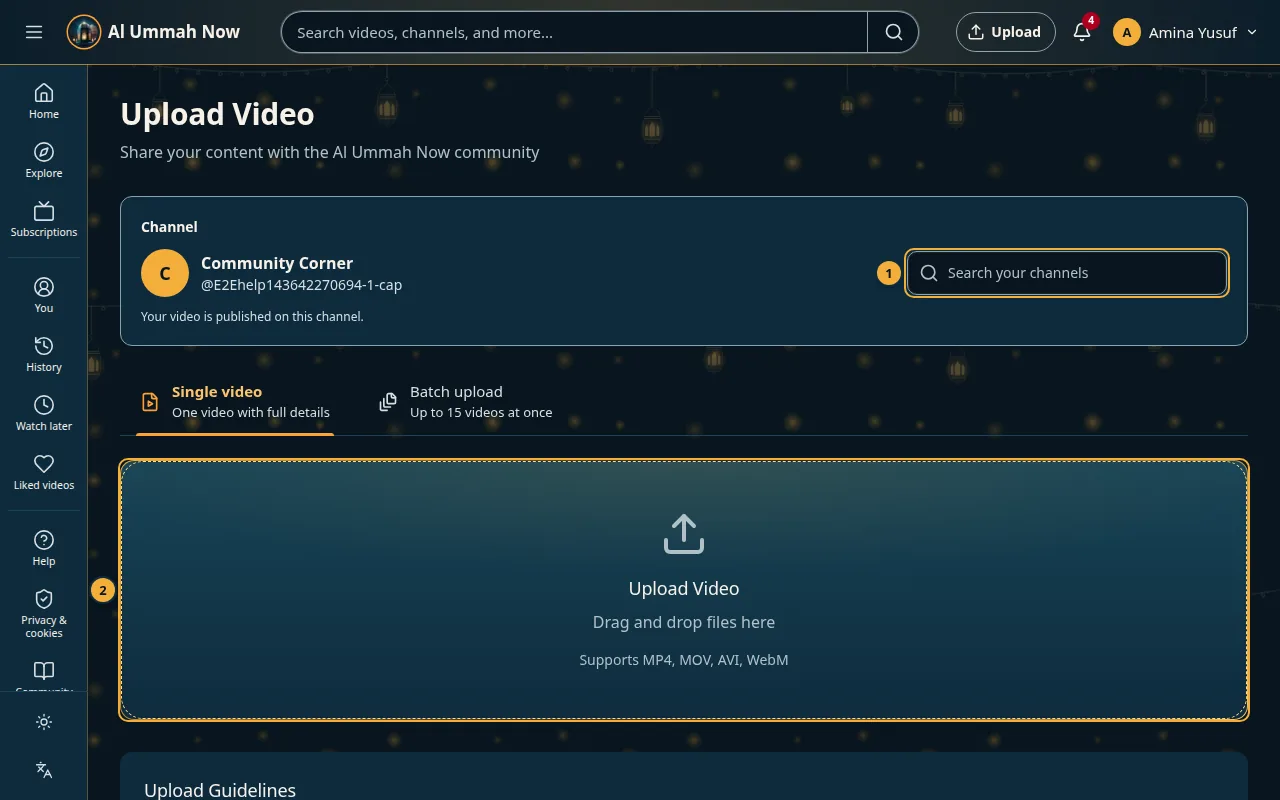 Al Ummah Now
Search videos, channels, and more...
Upload
4
A
Amina Yusuf
Home
Explore
Subscriptions
You
History
Watch later
Liked videos
Help
Privacy &
cookies
Community
Upload Video
Share your content with the Al Ummah Now community
Channel
C
Community Corner
@E2Ehelp143642270694-1-cap
Your video is published on this channel.
1
Search your channels
Single video
One video with full details
Batch upload
Up to 15 videos at once
2
Upload Video
Drag and drop files here
Supports MP4, MOV, AVI, WebM
Upload Guidelines